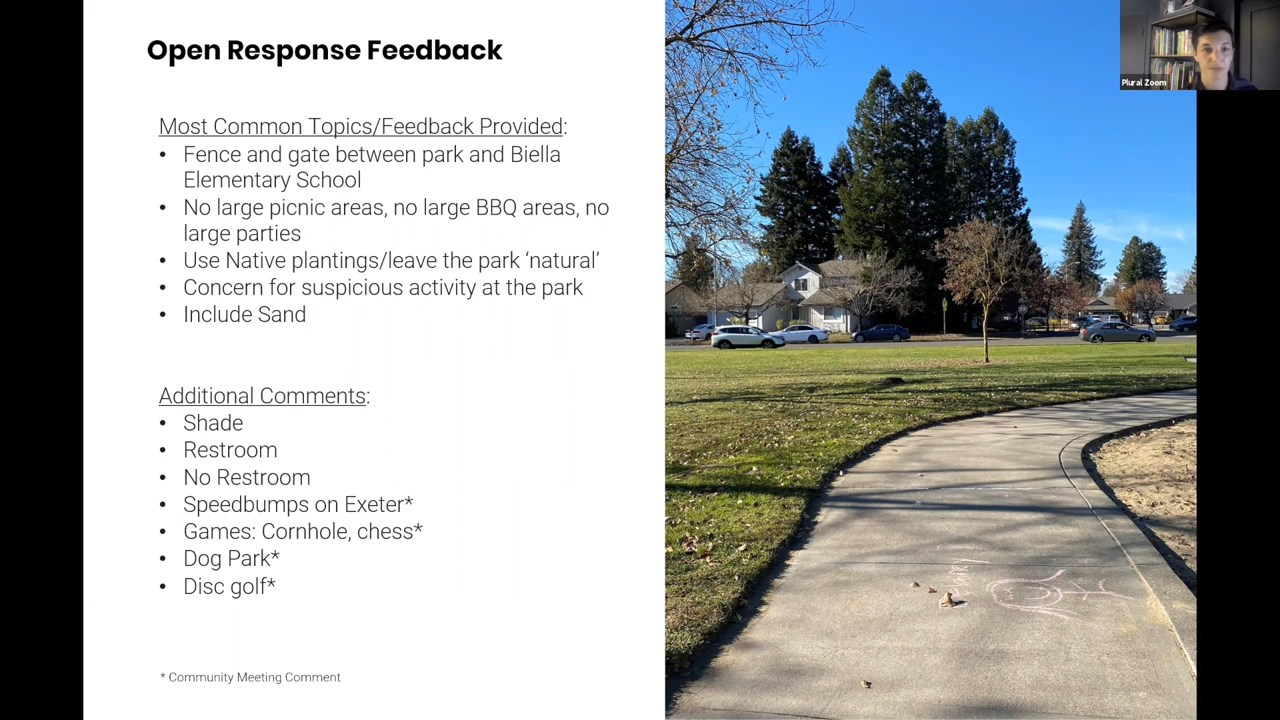 Open Response Feedback
Plural Zoom
Most Common Topics/Feedback Provided:
• Fence and gate between park and Biella
Elementary School
• No large picnic areas, no large BBQ areas, no
large parties
• Use Native plantings/leave the park ‘natural’
• Concern for suspicious activity at the park
• Include Sand
Additional Comments:
• Shade
• Restroom
• No Restroom
• Speedbumps on Exeter*
• Games: Cornhole, chess*
• Dog Park*
• Disc golf*
* Community Meeting Comment